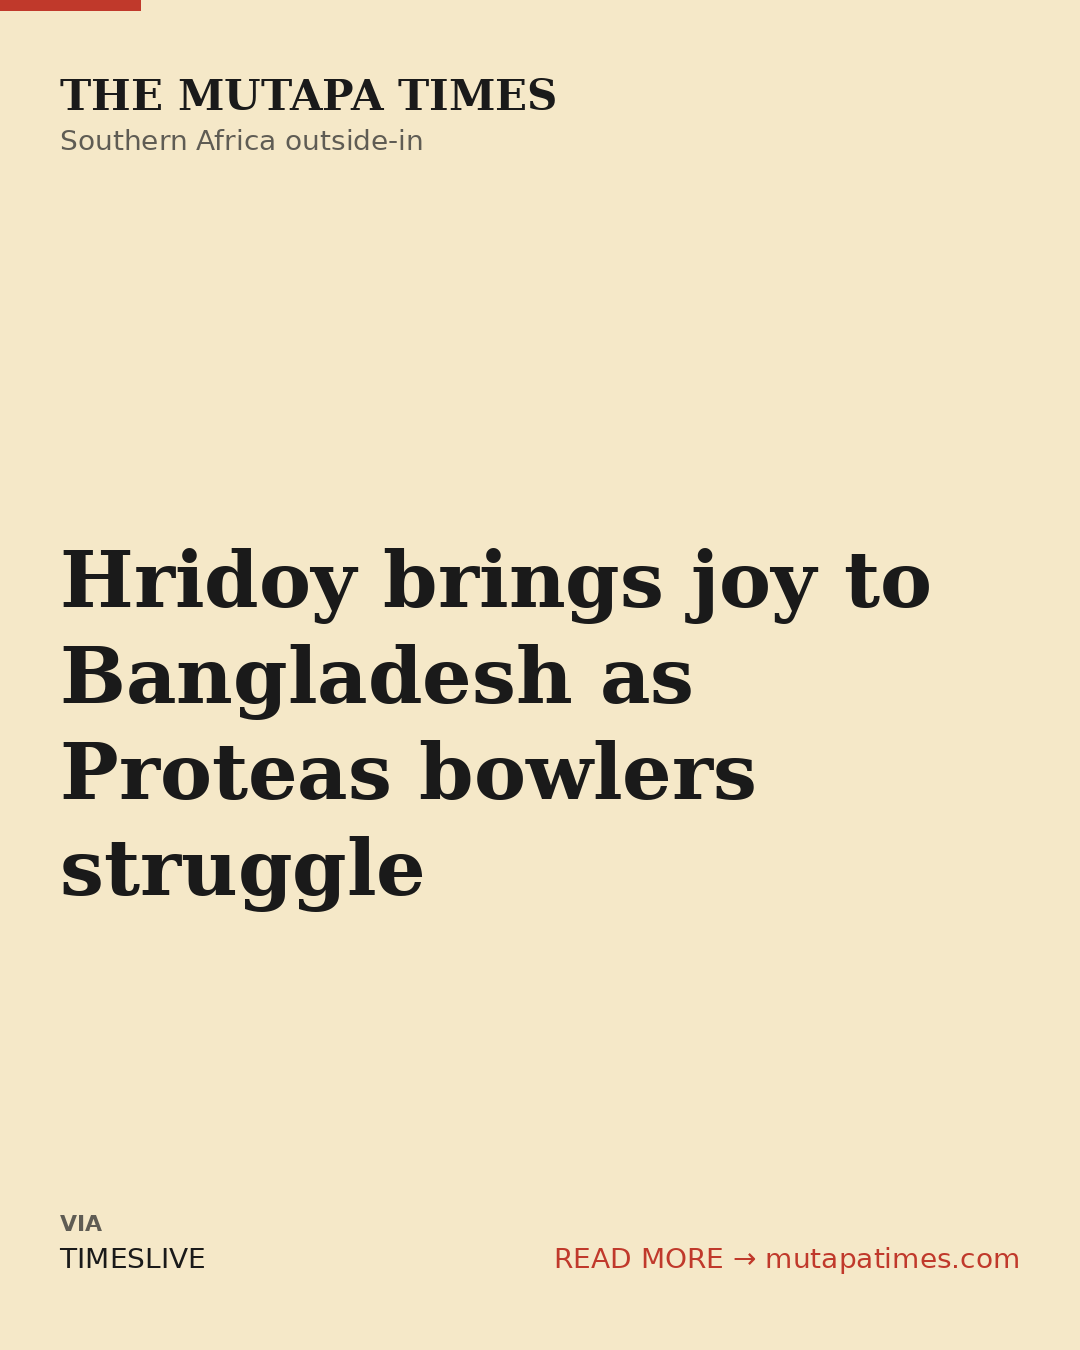 THE MUTAPA TIMES
Southern Africa outside-in
Hridoy brings joy to
Bangladesh as
Proteas bowlers
struggle
VIA
TIMESLIVE
READ MORE → mutapatimes.com